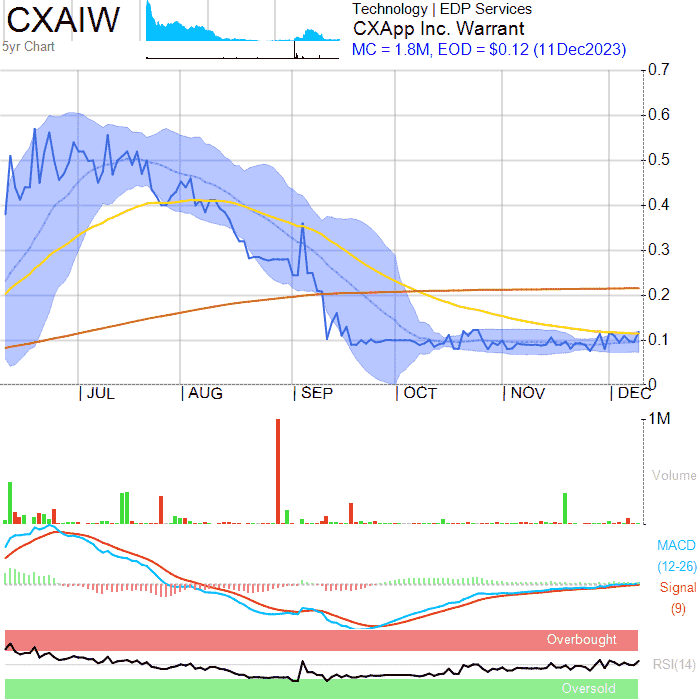 CXAIW
5yr Chart
Technology | EDP Services
CXApp Inc. Warrant
MC = 1.8M, EOD = $0.12 (11Dec2023)
0.7
0.6
0.5
0.4
0.3
0.2
0.1
0
JUL AUG SEP OCT NOV DEC
1M
Volume
MACD
(12-26)
Signal
(9)
Overbought
RSI(14)
Oversold